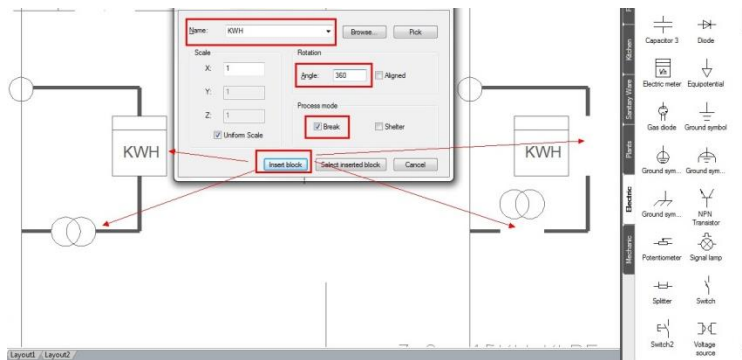 Name: KWH Browse... Pick
Scale
X: 1
Y: 1
Z: 1
Uniform Scale
Rotation
Angle: 360 Aligned
Process mode
Break Shelter
Insert block Select inserted block Cancel
KWH
KWH
Layout1 Layout2
Kitchen
Sanitary Ware
Plants
Electric
Mechanic
Capacitor 3 Diode
Electric meter Equipotential
Gas diode Ground symbol
Ground sym... Ground sym...
Ground sym... NPN
Transistor
Potentiometer Signal lamp
Splitter Switch
Switch2 Voltage
source